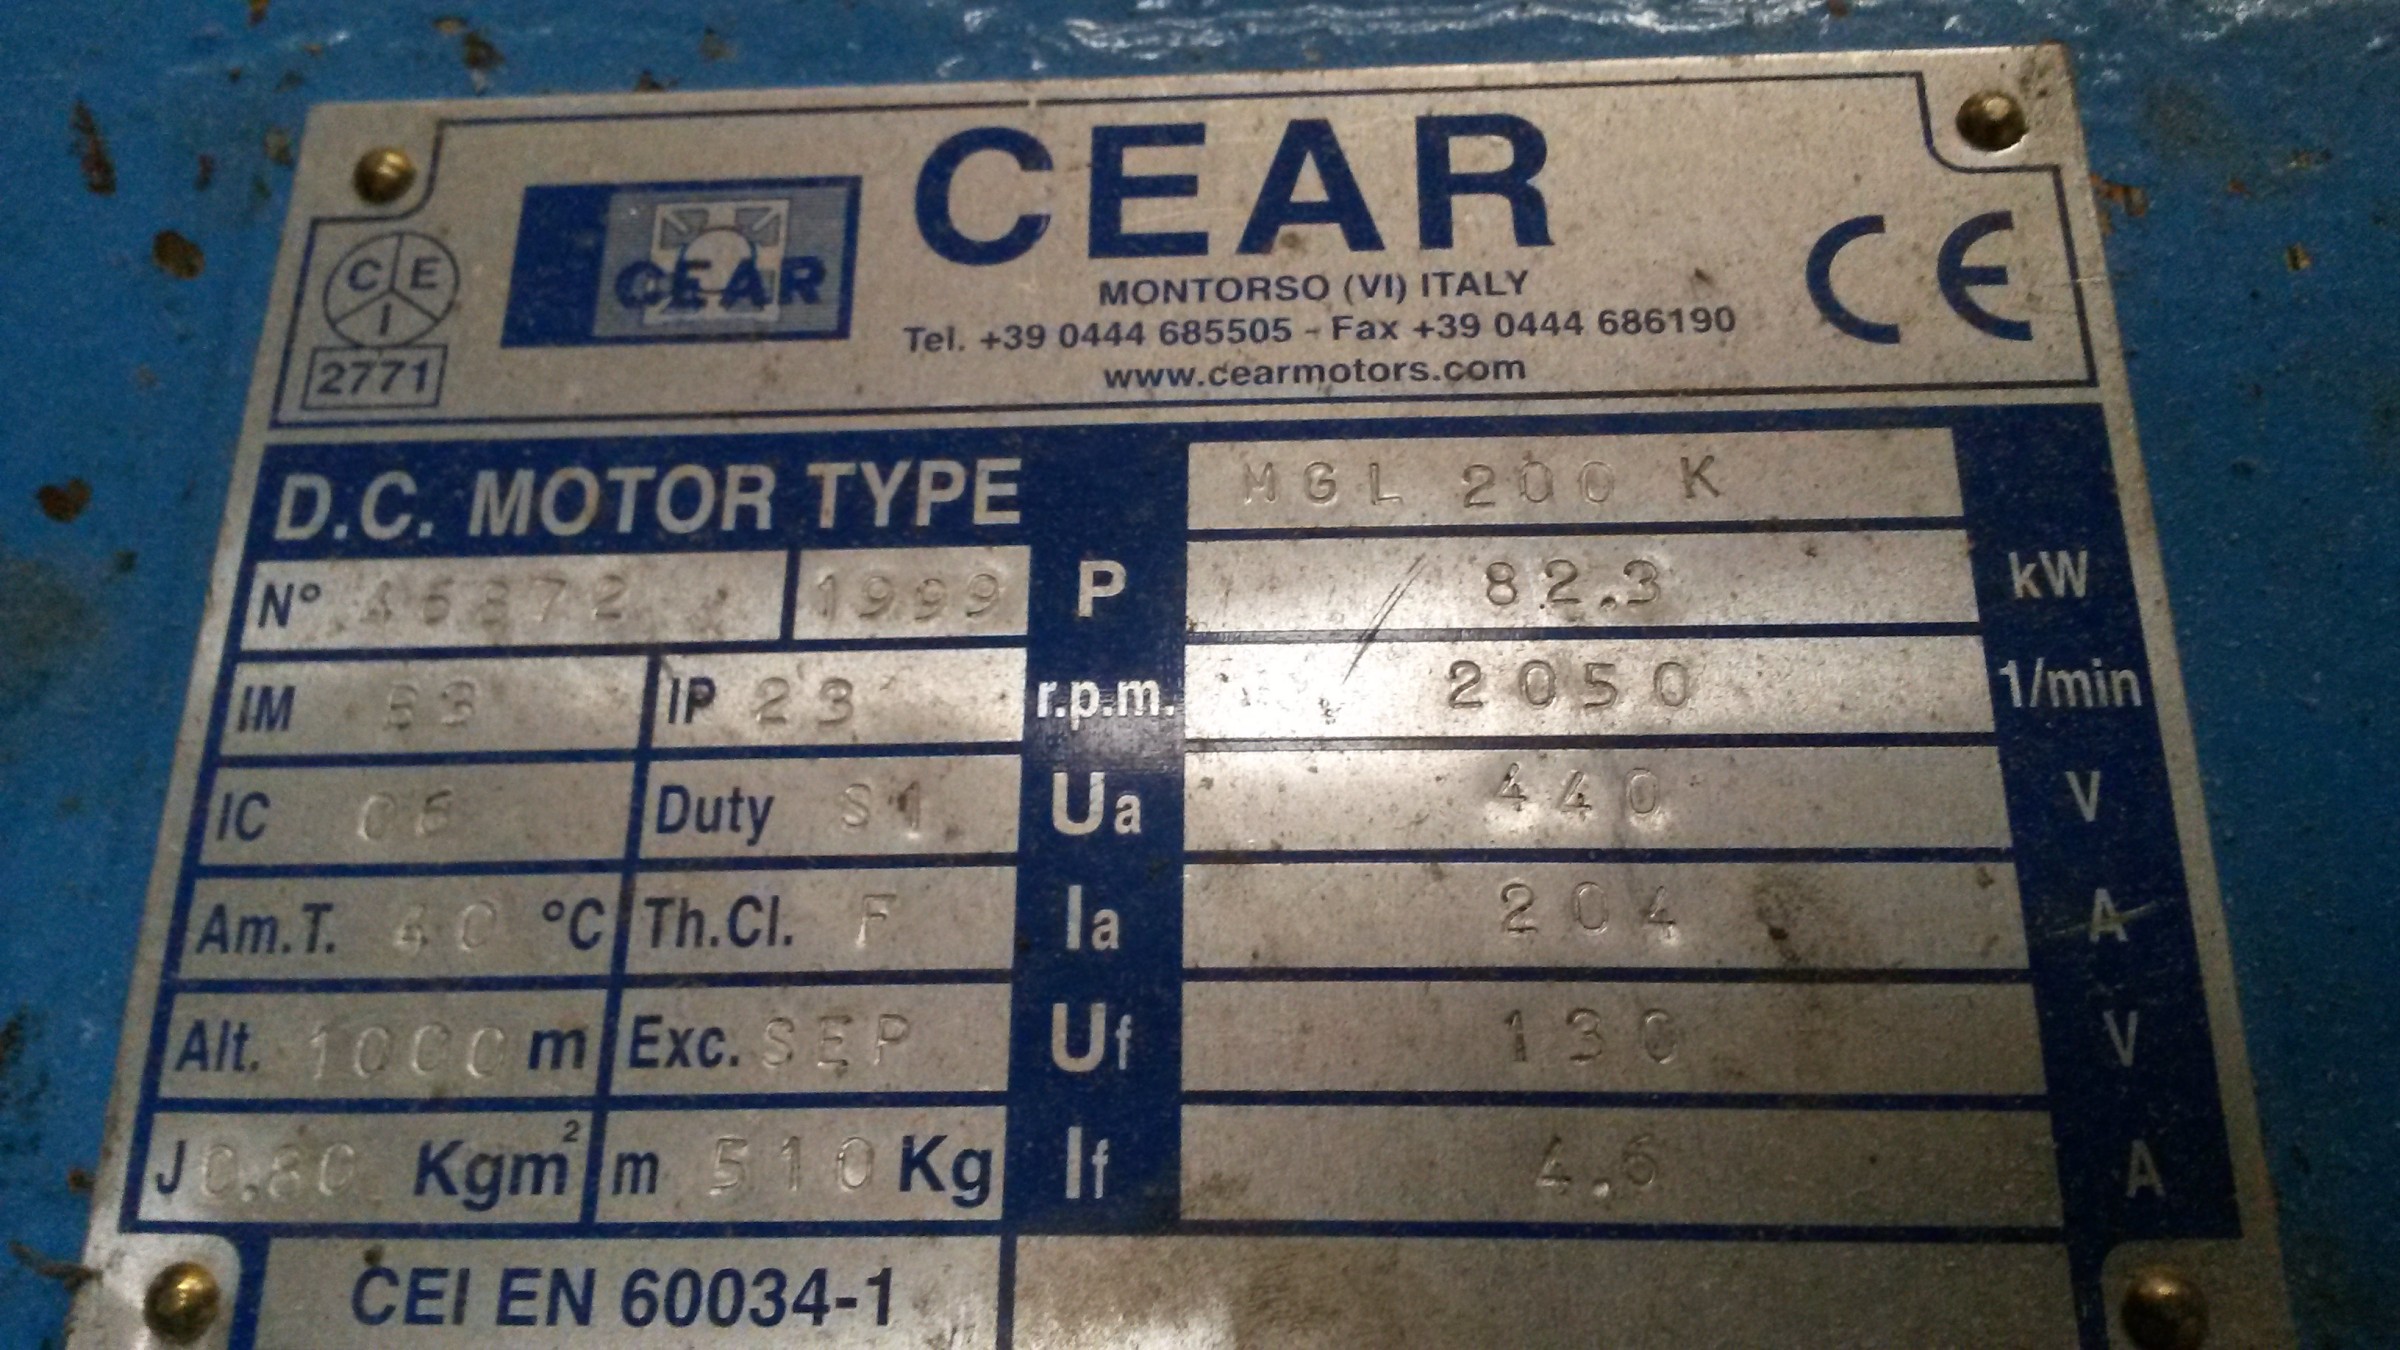 CEAR
C E I
2771
CEAR
MONTORSO (VI) ITALY
Tel. +39 0444 685505 - Fax +39 0444 686190
www.cearmotors.com
CE
D.C. MOTOR TYPE MGL 200 K
N° 1999 P 82.3 kW
IM B3 IP 23 r.p.m. 2050 1/min
IC 06 Duty S1 Ua 440 V
Am.T. 40 °C Th.Cl. F Ia 204 A
Alt. 1000 m Exc. SEP Uf 130 V
J 0.80 Kgm² m 510 Kg If 4.6 A
CEI EN 60034-1